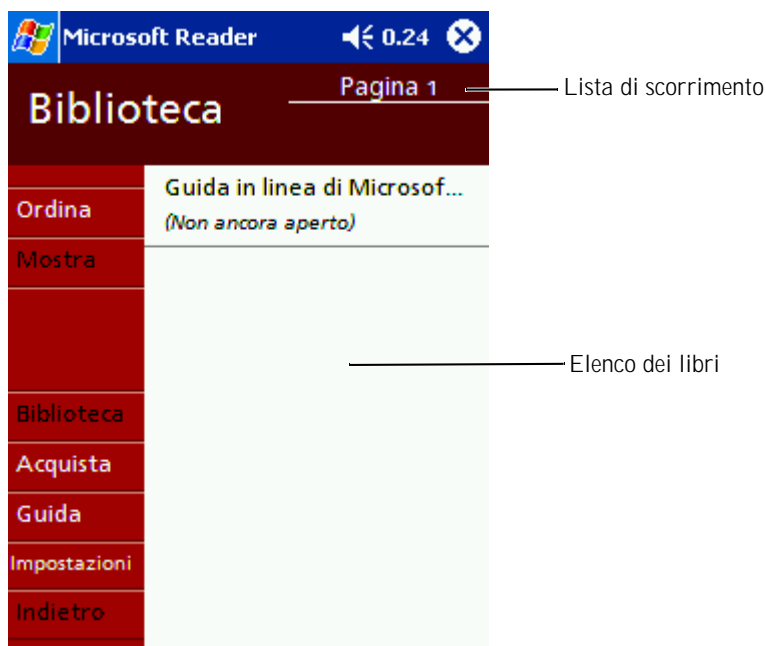 Microsoft Reader 0.24
Pagina 1
Lista di scorrimento
Biblioteca
Guida in linea di Microsof...
(Non ancora aperto)
Ordina
Mostra
Elenco dei libri
Biblioteca
Acquista
Guida
Impostazioni
Indietro